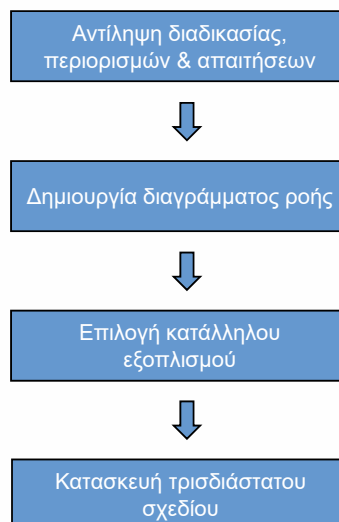 Αντίληψη διαδικασίας,
περιορισμών & απαιτήσεων
Δημιουργία διαγράμματος ροής
Επιλογή κατάλληλου
εξοπλισμού
Κατασκευή τρισδιάστατου
σχεδίου